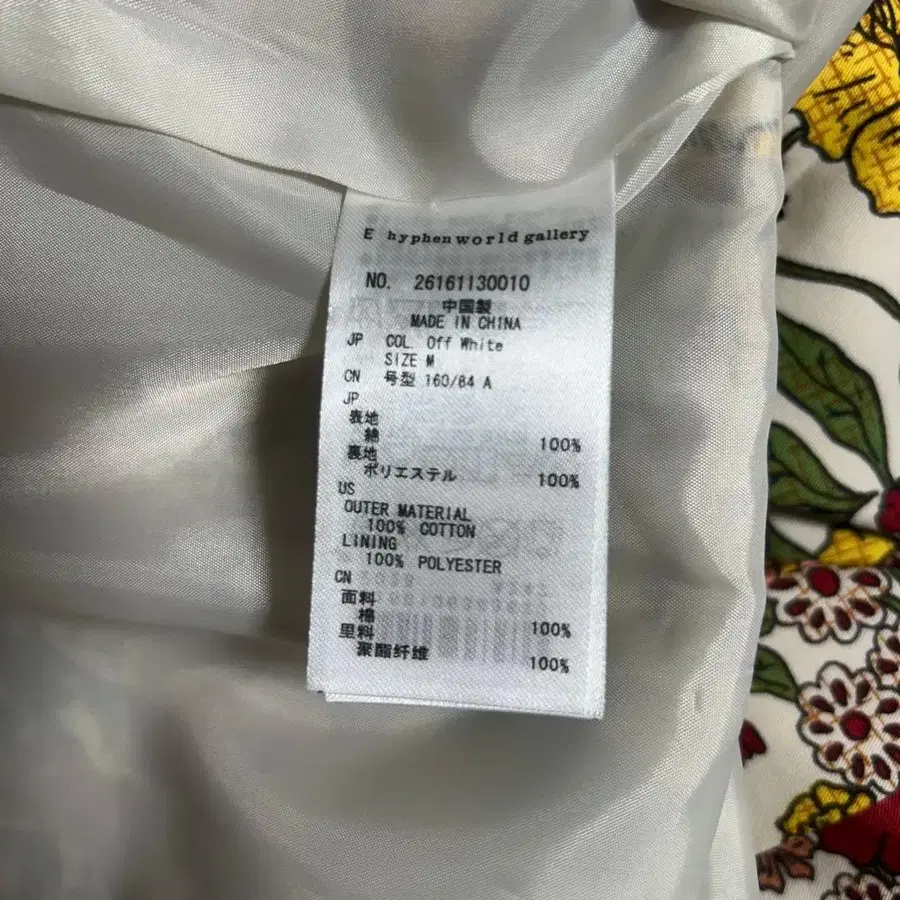 E hyphen world gallery
NO. 26161130010
中国製
MADE IN CHINA
JP COL. Off White
SIZE M
CN 号型 160/84 A
JP
表地
綿 100%
裏地
ポリエステル 100%
US
OUTER MATERIAL
100% COTTON
LINING
100% POLYESTER
CN
面料
棉 100%
里料
聚酯纤维 100%